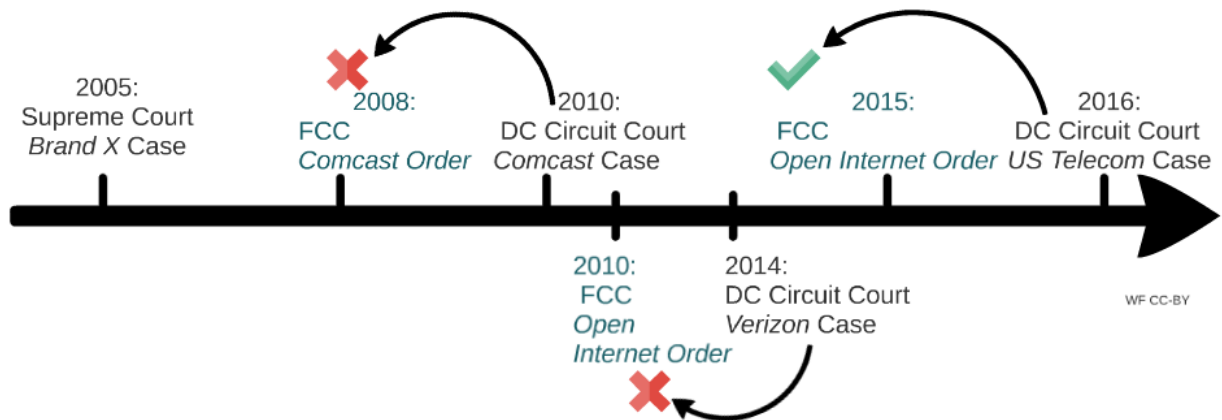 2005:
Supreme Court
Brand X Case
2008:
FCC
Comcast Order
2010:
DC Circuit Court
Comcast Case
2015:
FCC
Open Internet Order
2016:
DC Circuit Court
US Telecom Case
2010:
FCC
Open
Internet Order
2014:
DC Circuit Court
Verizon Case
WF CC-BY